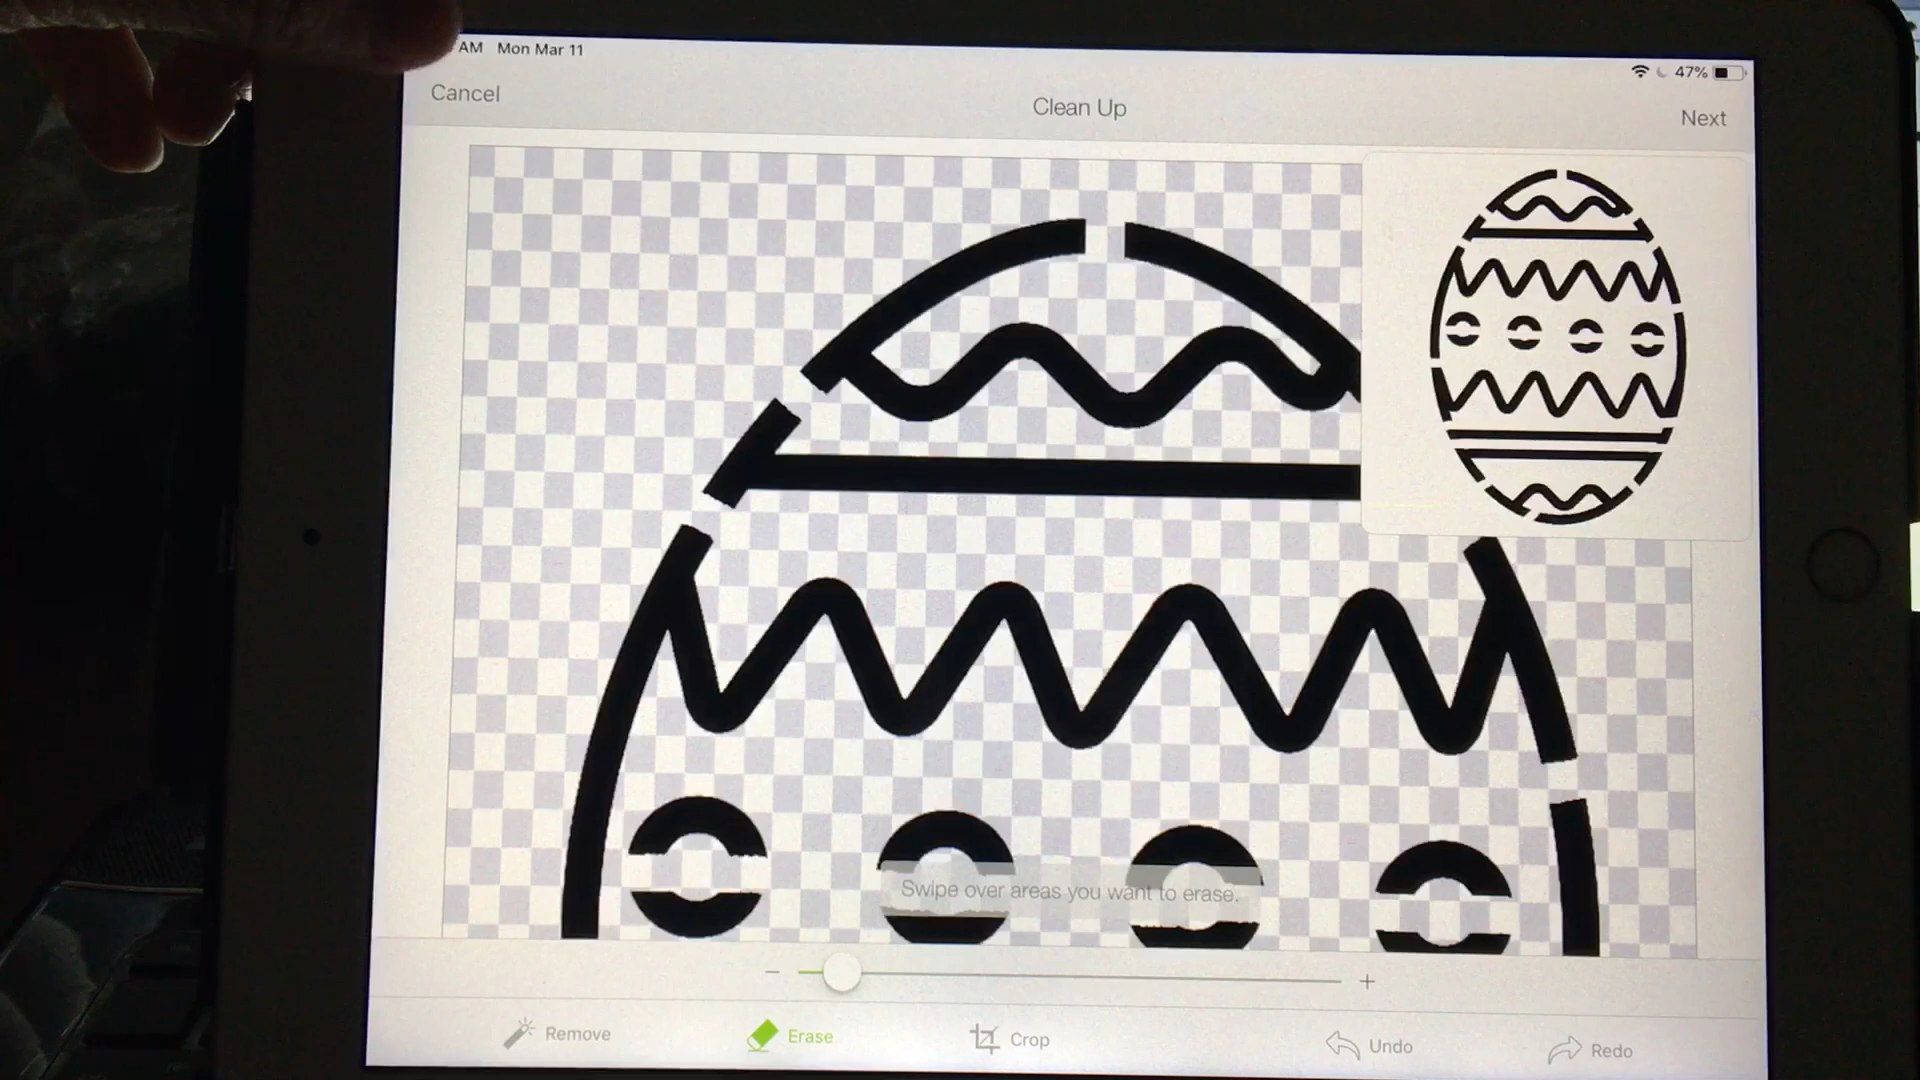 AM Mon Mar 11
47%
Cancel
Clean Up
Next
Swipe over areas you want to erase.
− +
Remove
Erase
Crop
Undo
Redo